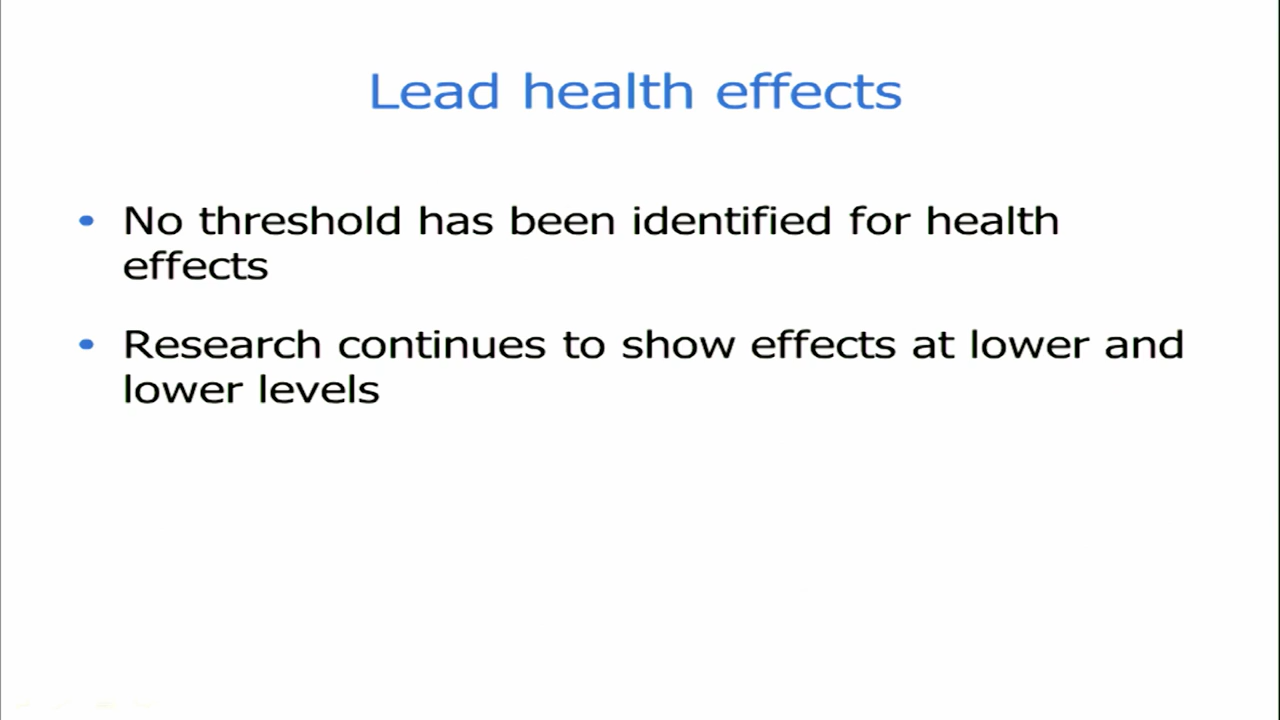 Lead health effects
• No threshold has been identified for health
effects
• Research continues to show effects at lower and
lower levels